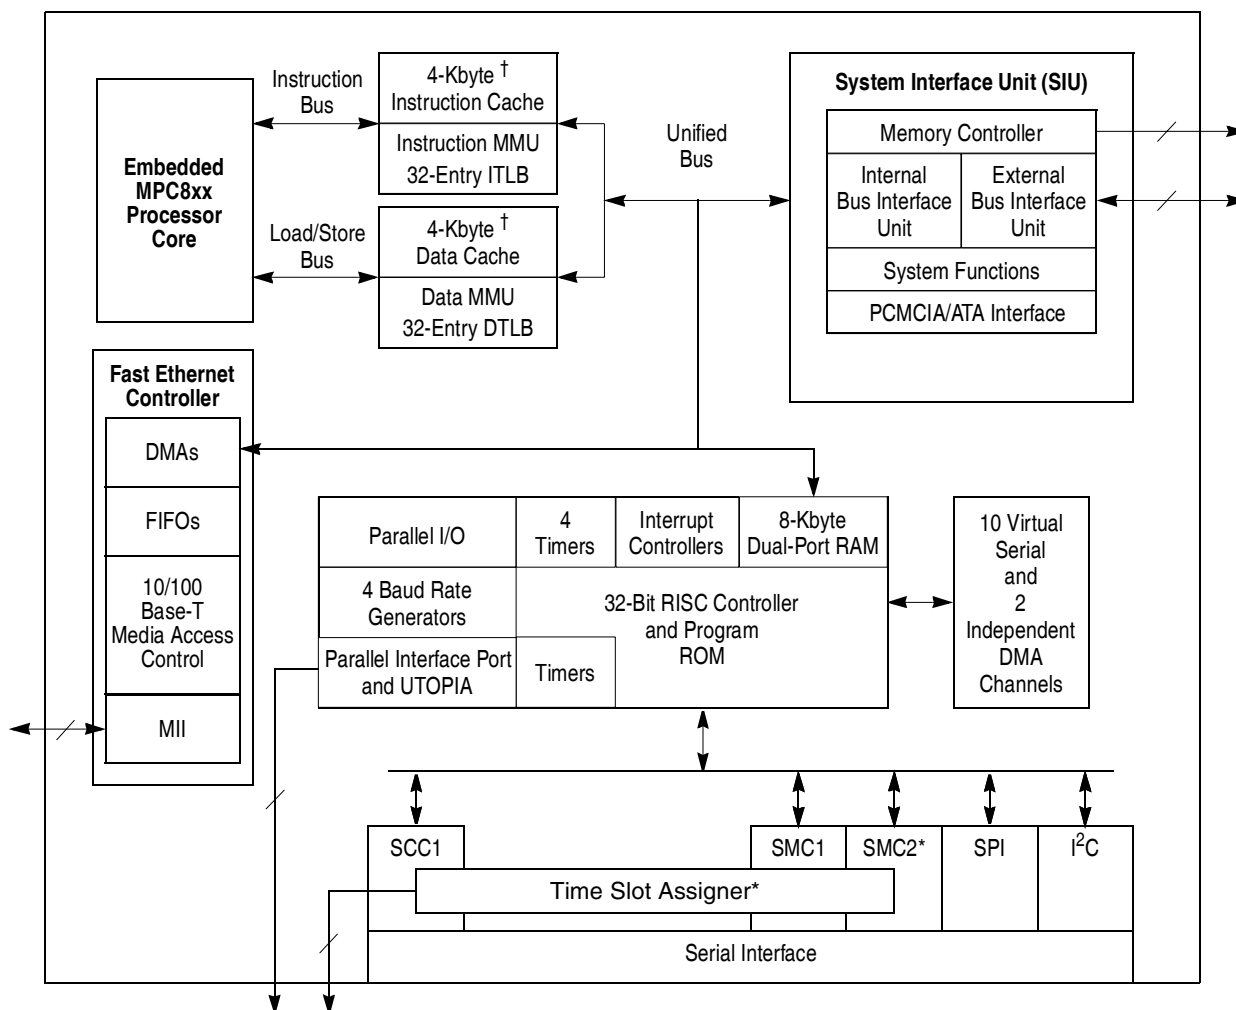 Instruction
Bus
4-Kbyte †
Instruction Cache
Instruction MMU
32-Entry ITLB
Embedded
MPC8xx
Processor
Core
Load/Store
Bus
4-Kbyte †
Data Cache
Data MMU
32-Entry DTLB
Unified
Bus
System Interface Unit (SIU)
Memory Controller
Internal
Bus Interface
Unit
External
Bus Interface
Unit
System Functions
PCMCIA/ATA Interface
Fast Ethernet
Controller
DMAs
FIFOs
10/100
Base-T
Media Access
Control
MII
Parallel I/O
4
Timers
Interrupt
Controllers
8-Kbyte
Dual-Port RAM
4 Baud Rate
Generators
32-Bit RISC Controller
and Program
ROM
Parallel Interface Port
and UTOPIA
Timers
10 Virtual
Serial
and
2
Independent
DMA
Channels
SCC1
SMC1
SMC2*
SPI
I²C
Time Slot Assigner*
Serial Interface